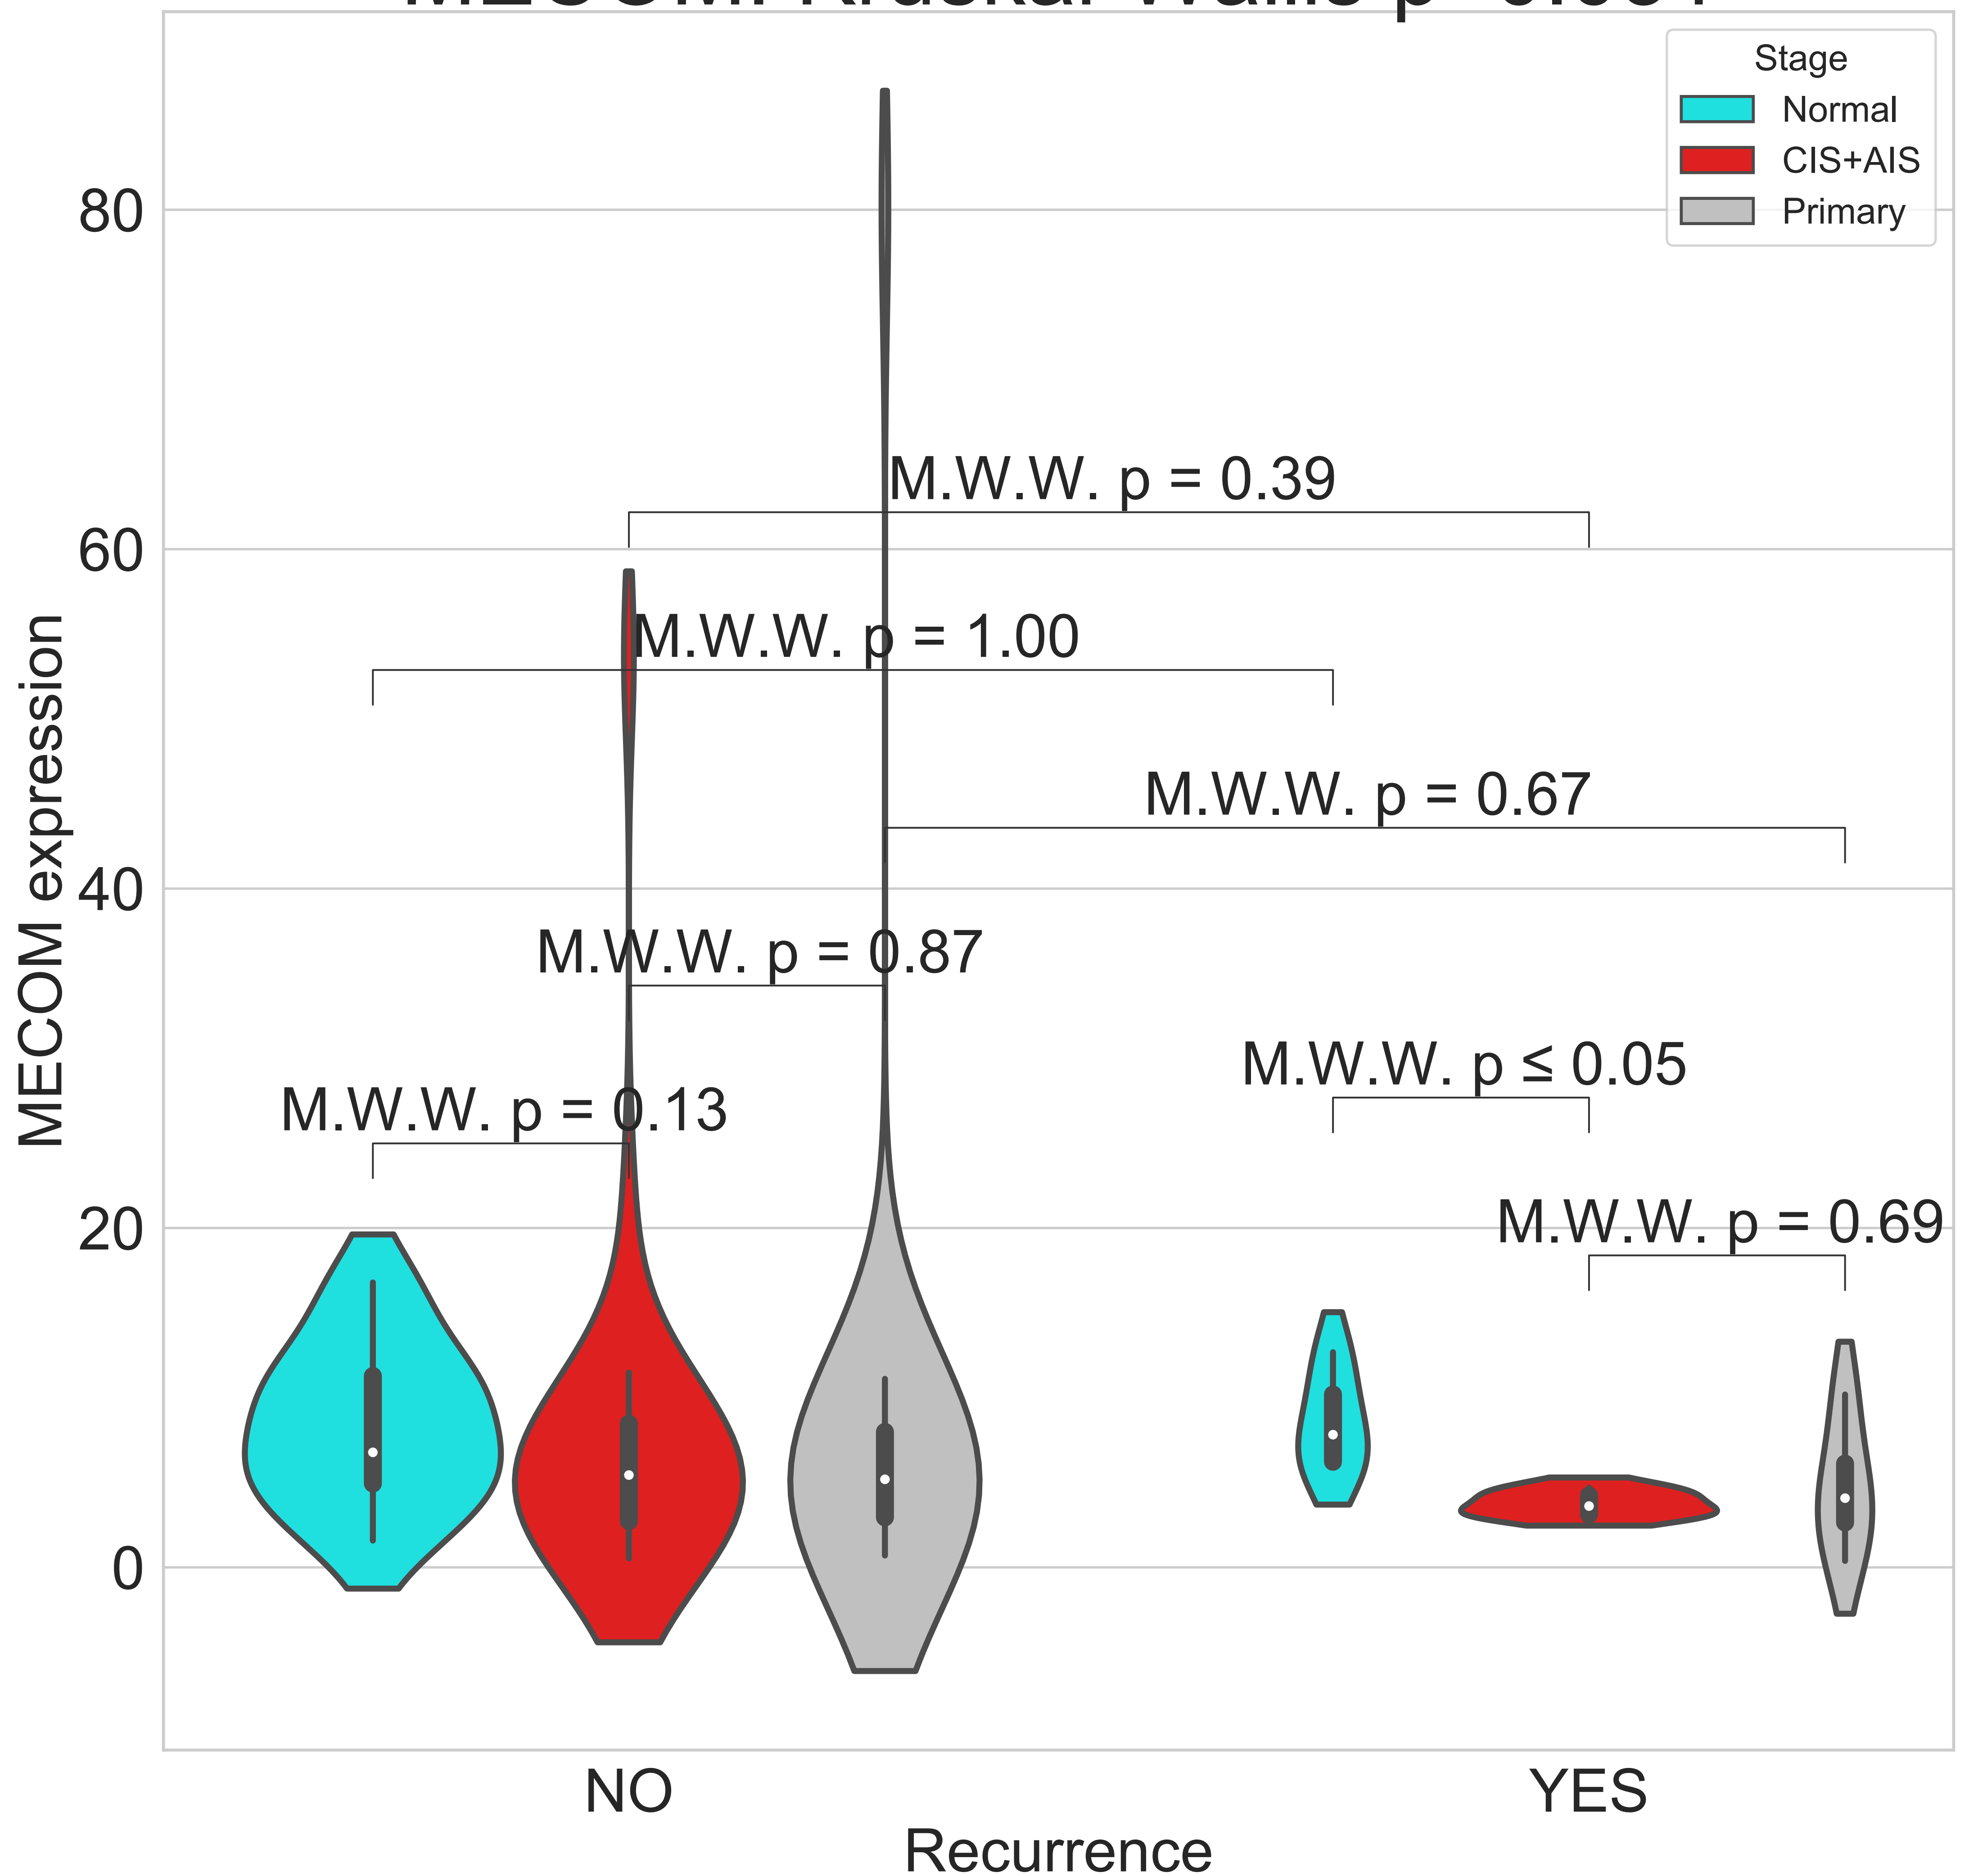 Stage
Normal
CIS+AIS
Primary
80
60
40
20
0
MECOM expression
M.W.W. p = 0.39
M.W.W. p = 1.00
M.W.W. p = 0.67
M.W.W. p = 0.87
M.W.W. p ≤ 0.05
M.W.W. p = 0.13
M.W.W. p = 0.69
NO
YES
Recurrence